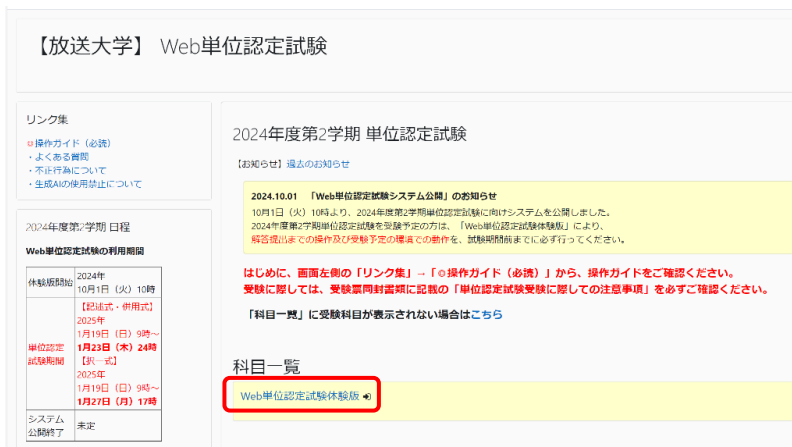 【放送大学】 Web単位認定試験
リンク集
◎操作ガイド（必読）
・よくある質問
・不正行為について
・生成AIの使用禁止について
2024年度第2学期 日程
Web単位認定試験の利用期間
体験版開始
2024年
10月1日（火）10時
単位認定
試験期間
【記述式・併用式】
2025年
1月19日（日）9時～
1月23日（木）24時
【択一式】
2025年
1月19日（日）9時～
1月27日（月）17時
システム
公開終了
未定
2024年度第2学期 単位認定試験
【お知らせ】過去のお知らせ
2024.10.01 「Web単位認定試験システム公開」のお知らせ
10月1日（火）10時より、2024年度第2学期単位認定試験に向けシステムを公開しました。
2024年度第2学期単位認定試験を受験予定の方は、「Web単位認定試験体験版」により、
解答提出までの操作及び受験予定の環境での動作を、試験期間前までに必ず行ってください。
はじめに、画面左側の「リンク集」→「◎操作ガイド（必読）」から、操作ガイドをご確認ください。
受験に際しては、受験票同封書類に記載の「単位認定試験受験に際しての注意事項」を必ずご確認ください。
「科目一覧」に受験科目が表示されない場合はこちら
科目一覧
Web単位認定試験体験版